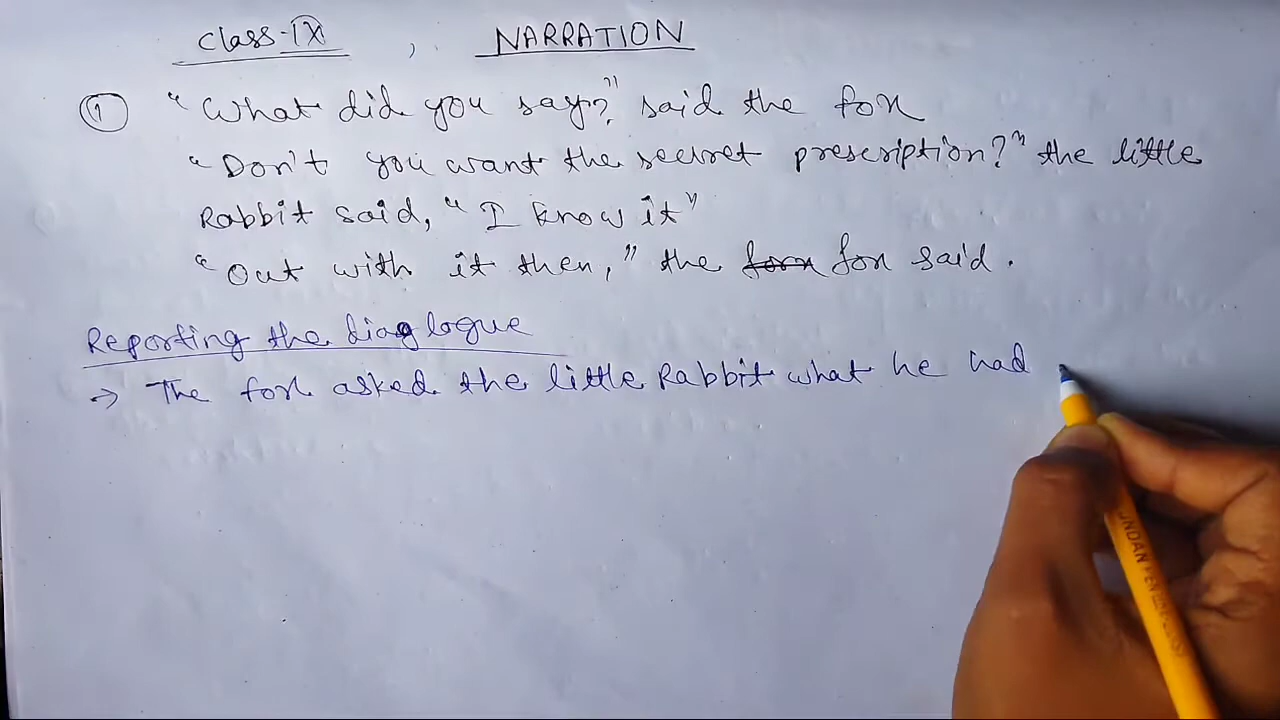 Class-IX , NARRATION
① "What did you say?" said the fox
"Don't you want the secret prescription?" the little
Rabbit said, "I know it"
"Out with it then," the fox said.
Reporting the dialogue
→ The fox asked the little Rabbit what he had